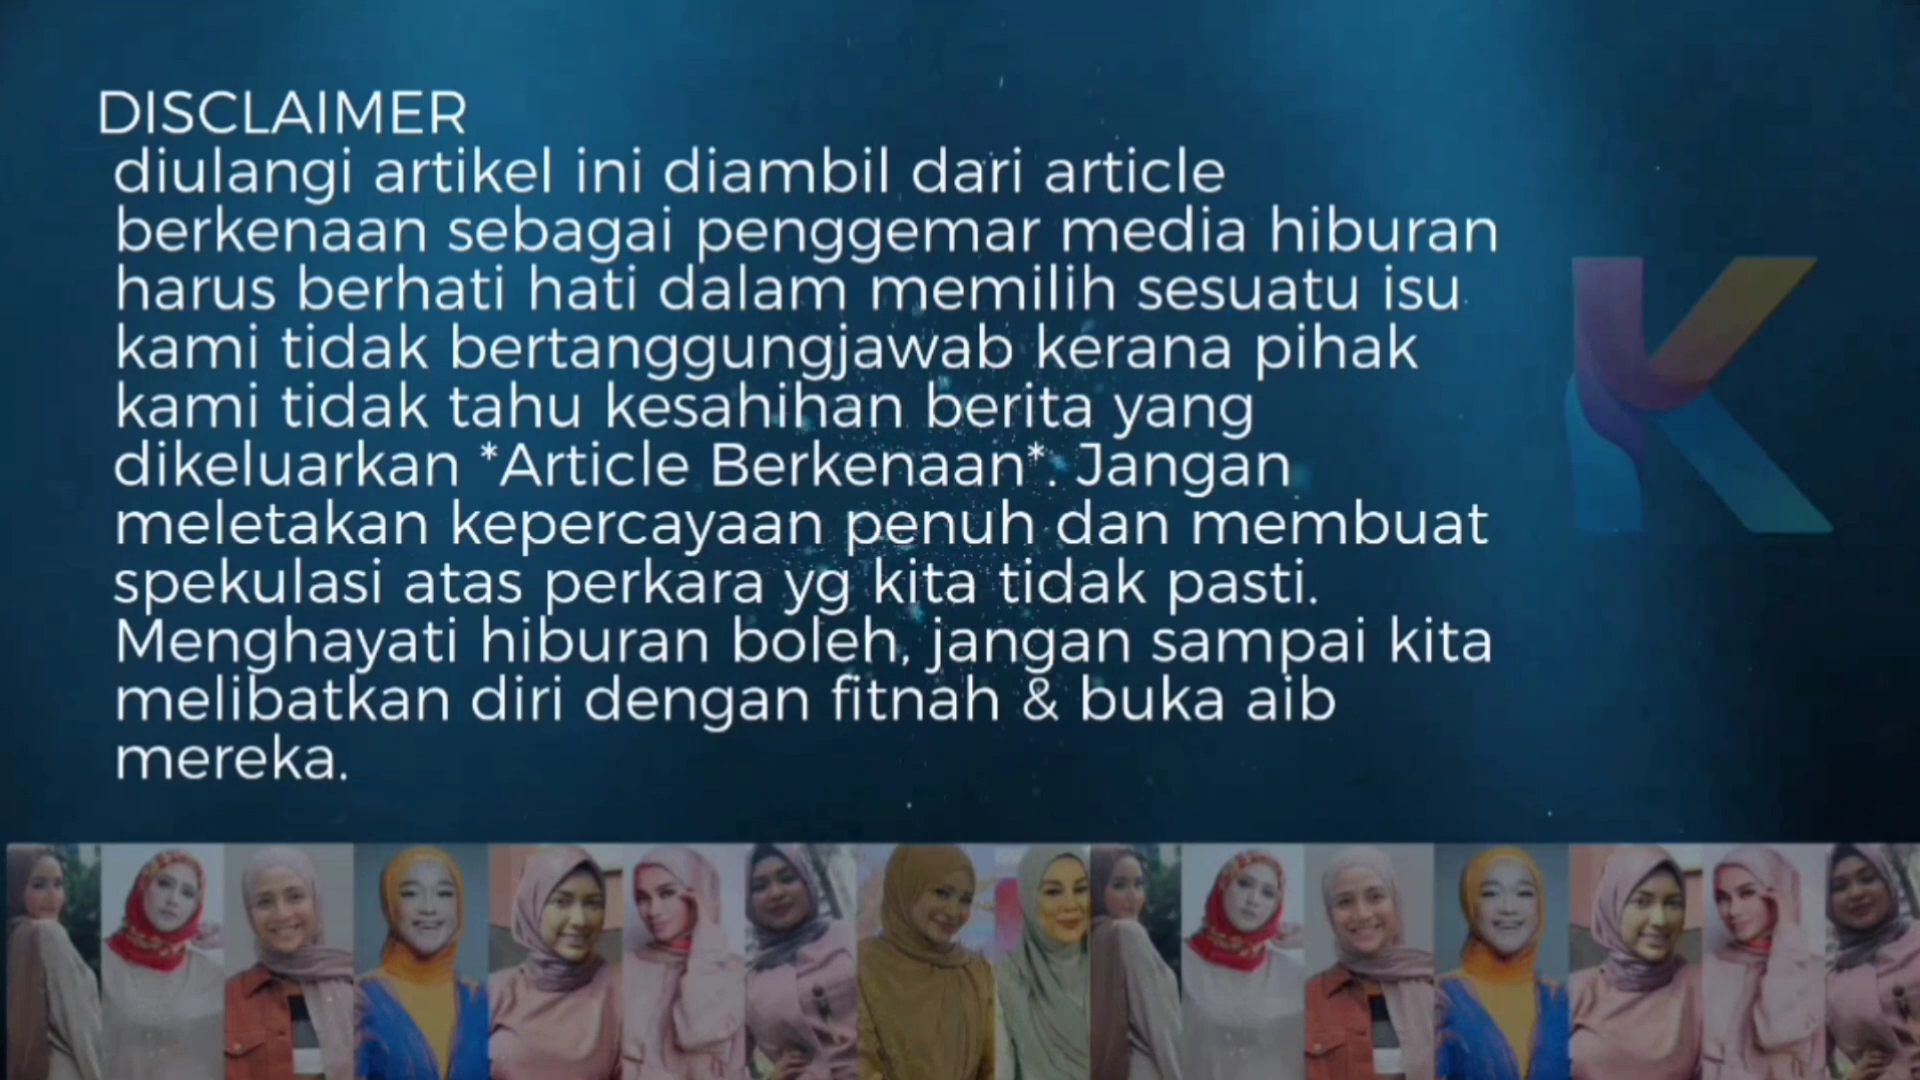 DISCLAIMER
diulangi artikel ini diambil dari article
berkenaan sebagai penggemar media hiburan
harus berhati hati dalam memilih sesuatu isu
kami tidak bertanggungjawab kerana pihak
kami tidak tahu kesahihan berita yang
dikeluarkan *Article Berkenaan*. Jangan
meletakan kepercayaan penuh dan membuat
spekulasi atas perkara yg kita tidak pasti.
Menghayati hiburan boleh, jangan sampai kita
melibatkan diri dengan fitnah & buka aib
mereka.
K